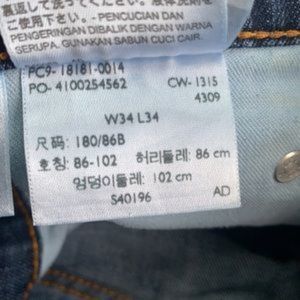 裏返して洗ってください。
ご使用下さい。- PENCUCIAN DAN
PENGERINGAN DIBALIK DENGAN WARNA
SERUPA. GUNAKAN SABUN CUCI CAIR.
PC9-18181-0014
PO- 4100254562 CW- 1315
4309
W34 L34
尺码: 180/86B
호칭: 86-102 허리둘레: 86 cm
엉덩이둘레: 102 cm
S40196 AD